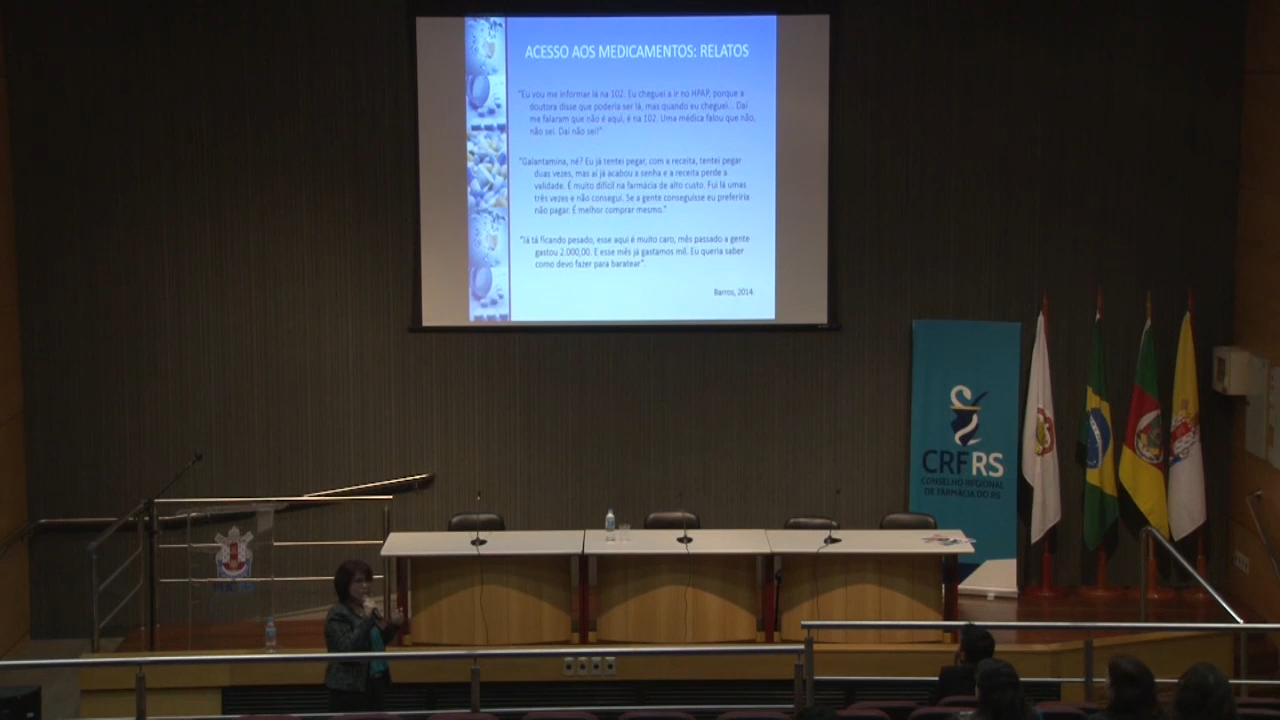 ACESSO AOS MEDICAMENTOS: RELATOS
"Eu vou me informar lá na 102. Eu cheguei a ir no HPAP, porque a
doutora disse que poderia ser lá, mas quando eu cheguei... Daí
me falaram que não é aqui, é na 102. Uma médica falou que não,
não sei. Daí não sei!"
"Galantamina, né? Eu já tentei pegar, com a receita, tentei pegar
duas vezes, mas aí já acabou a senha e a receita perde a
validade. É muito difícil na farmácia de alto custo. Fui lá umas
três vezes e não consegui. Se a gente conseguisse eu preferiria
não pagar. É melhor comprar mesmo."
"Já tá ficando pesado, esse aqui é muito caro, mês passado a gente
gastou 2.000,00. E esse mês já gastamos mil. Eu queria saber
como devo fazer para baratear".
Barros, 2014.
CRFRS
CONSELHO REGIONAL
DE FARMÁCIA DO RS